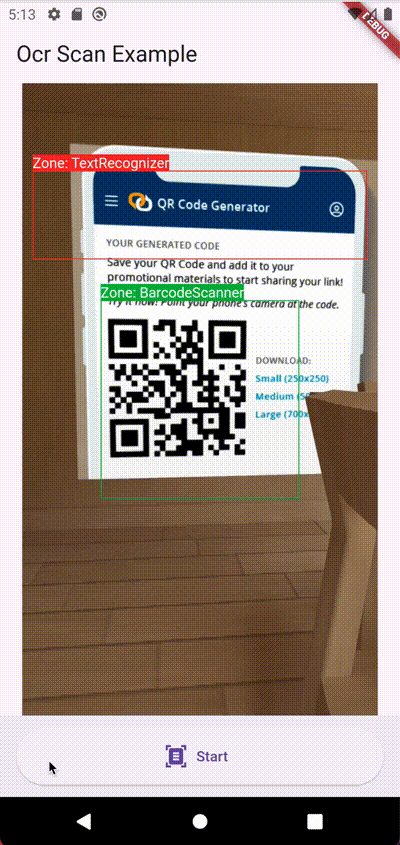 5:13
DEBUG
Ocr Scan Example
Zone: TextRecognizer
QR Code Generator
YOUR GENERATED CODE
Save your QR Code and add it to your
promotional materials to start sharing your link!
Zone: BarcodeScanner
Try it now! Point your phone's camera at the code.
DOWNLOAD:
Small (250x250)
Medium (5
Large (700x
Start